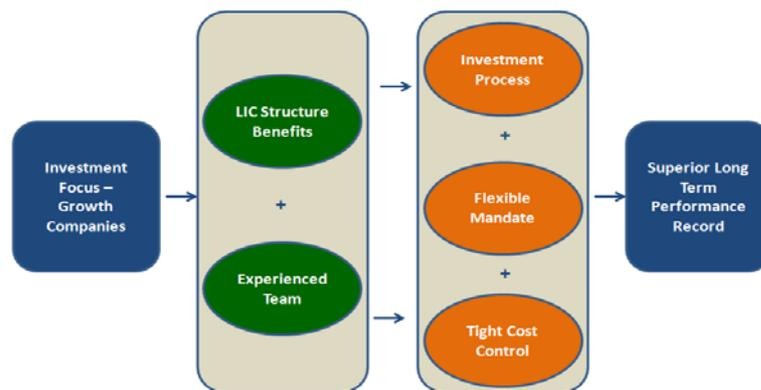 Investment
Focus –
Growth
Companies
LIC Structure
Benefits
+
Experienced
Team
Investment
Process
+
Flexible
Mandate
+
Tight Cost
Control
Superior Long
Term
Performance
Record